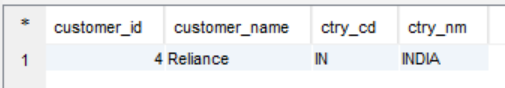 * customer_id customer_name ctry_cd ctry_nm
1 4 Reliance IN INDIA